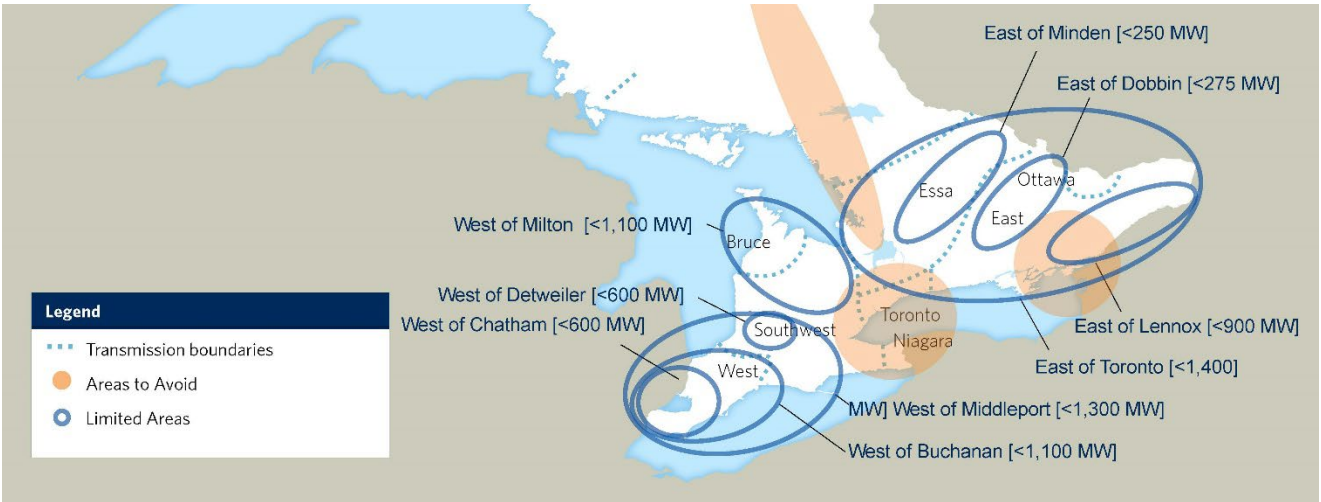 East of Minden [<250 MW]
East of Dobbin [<275 MW]
Essa
Ottawa
East
West of Milton [<1,100 MW]
Bruce
West of Detweiler [<600 MW]
West of Chatham [<600 MW]
Southwest
Toronto
Niagara
West
East of Lennox [<900 MW]
East of Toronto [<1,400]
MW] West of Middleport [<1,300 MW]
West of Buchanan [<1,100 MW]
Legend
Transmission boundaries
Areas to Avoid
Limited Areas